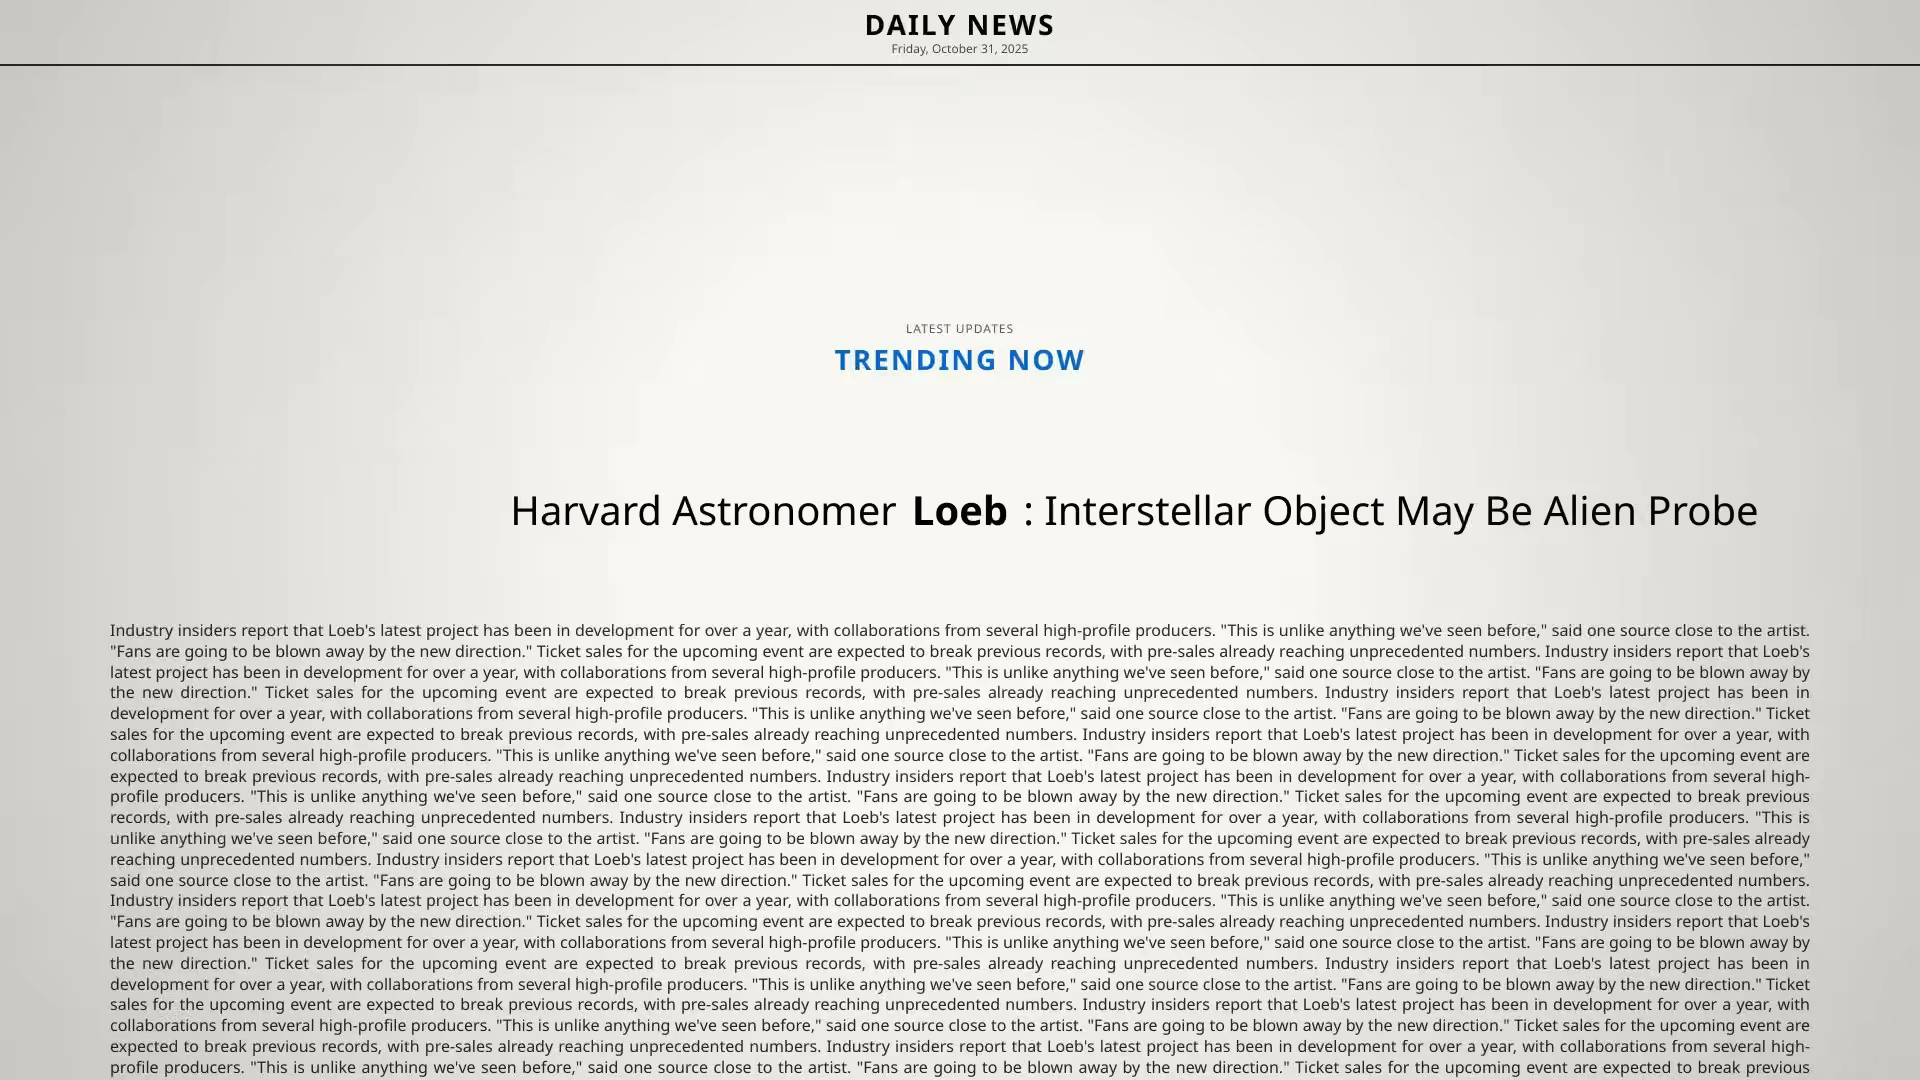 DAILY NEWS
Friday, October 31, 2025
LATEST UPDATES
TRENDING NOW
Harvard Astronomer Loeb : Interstellar Object May Be Alien Probe
Industry insiders report that Loeb's latest project has been in development for over a year, with collaborations from several high-profile producers. "This is unlike anything we've seen before," said one source close to the artist.
"Fans are going to be blown away by the new direction." Ticket sales for the upcoming event are expected to break previous records, with pre-sales already reaching unprecedented numbers. Industry insiders report that Loeb's
latest project has been in development for over a year, with collaborations from several high-profile producers. "This is unlike anything we've seen before," said one source close to the artist. "Fans are going to be blown away by
the new direction." Ticket sales for the upcoming event are expected to break previous records, with pre-sales already reaching unprecedented numbers. Industry insiders report that Loeb's latest project has been in
development for over a year, with collaborations from several high-profile producers. "This is unlike anything we've seen before," said one source close to the artist. "Fans are going to be blown away by the new direction." Ticket
sales for the upcoming event are expected to break previous records, with pre-sales already reaching unprecedented numbers. Industry insiders report that Loeb's latest project has been in development for over a year, with
collaborations from several high-profile producers. "This is unlike anything we've seen before," said one source close to the artist. "Fans are going to be blown away by the new direction." Ticket sales for the upcoming event are
expected to break previous records, with pre-sales already reaching unprecedented numbers. Industry insiders report that Loeb's latest project has been in development for over a year, with collaborations from several high-
profile producers. "This is unlike anything we've seen before," said one source close to the artist. "Fans are going to be blown away by the new direction." Ticket sales for the upcoming event are expected to break previous
records, with pre-sales already reaching unprecedented numbers. Industry insiders report that Loeb's latest project has been in development for over a year, with collaborations from several high-profile producers. "This is
unlike anything we've seen before," said one source close to the artist. "Fans are going to be blown away by the new direction." Ticket sales for the upcoming event are expected to break previous records, with pre-sales already
reaching unprecedented numbers. Industry insiders report that Loeb's latest project has been in development for over a year, with collaborations from several high-profile producers. "This is unlike anything we've seen before,"
said one source close to the artist. "Fans are going to be blown away by the new direction." Ticket sales for the upcoming event are expected to break previous records, with pre-sales already reaching unprecedented numbers.
Industry insiders report that Loeb's latest project has been in development for over a year, with collaborations from several high-profile producers. "This is unlike anything we've seen before," said one source close to the artist.
"Fans are going to be blown away by the new direction." Ticket sales for the upcoming event are expected to break previous records, with pre-sales already reaching unprecedented numbers. Industry insiders report that Loeb's
latest project has been in development for over a year, with collaborations from several high-profile producers. "This is unlike anything we've seen before," said one source close to the artist. "Fans are going to be blown away by
the new direction." Ticket sales for the upcoming event are expected to break previous records, with pre-sales already reaching unprecedented numbers. Industry insiders report that Loeb's latest project has been in
development for over a year, with collaborations from several high-profile producers. "This is unlike anything we've seen before," said one source close to the artist. "Fans are going to be blown away by the new direction." Ticket
sales for the upcoming event are expected to break previous records, with pre-sales already reaching unprecedented numbers. Industry insiders report that Loeb's latest project has been in development for over a year, with
collaborations from several high-profile producers. "This is unlike anything we've seen before," said one source close to the artist. "Fans are going to be blown away by the new direction." Ticket sales for the upcoming event are
expected to break previous records, with pre-sales already reaching unprecedented numbers. Industry insiders report that Loeb's latest project has been in development for over a year, with collaborations from several high-
profile producers. "This is unlike anything we've seen before," said one source close to the artist. "Fans are going to be blown away by the new direction." Ticket sales for the upcoming event are expected to break previous